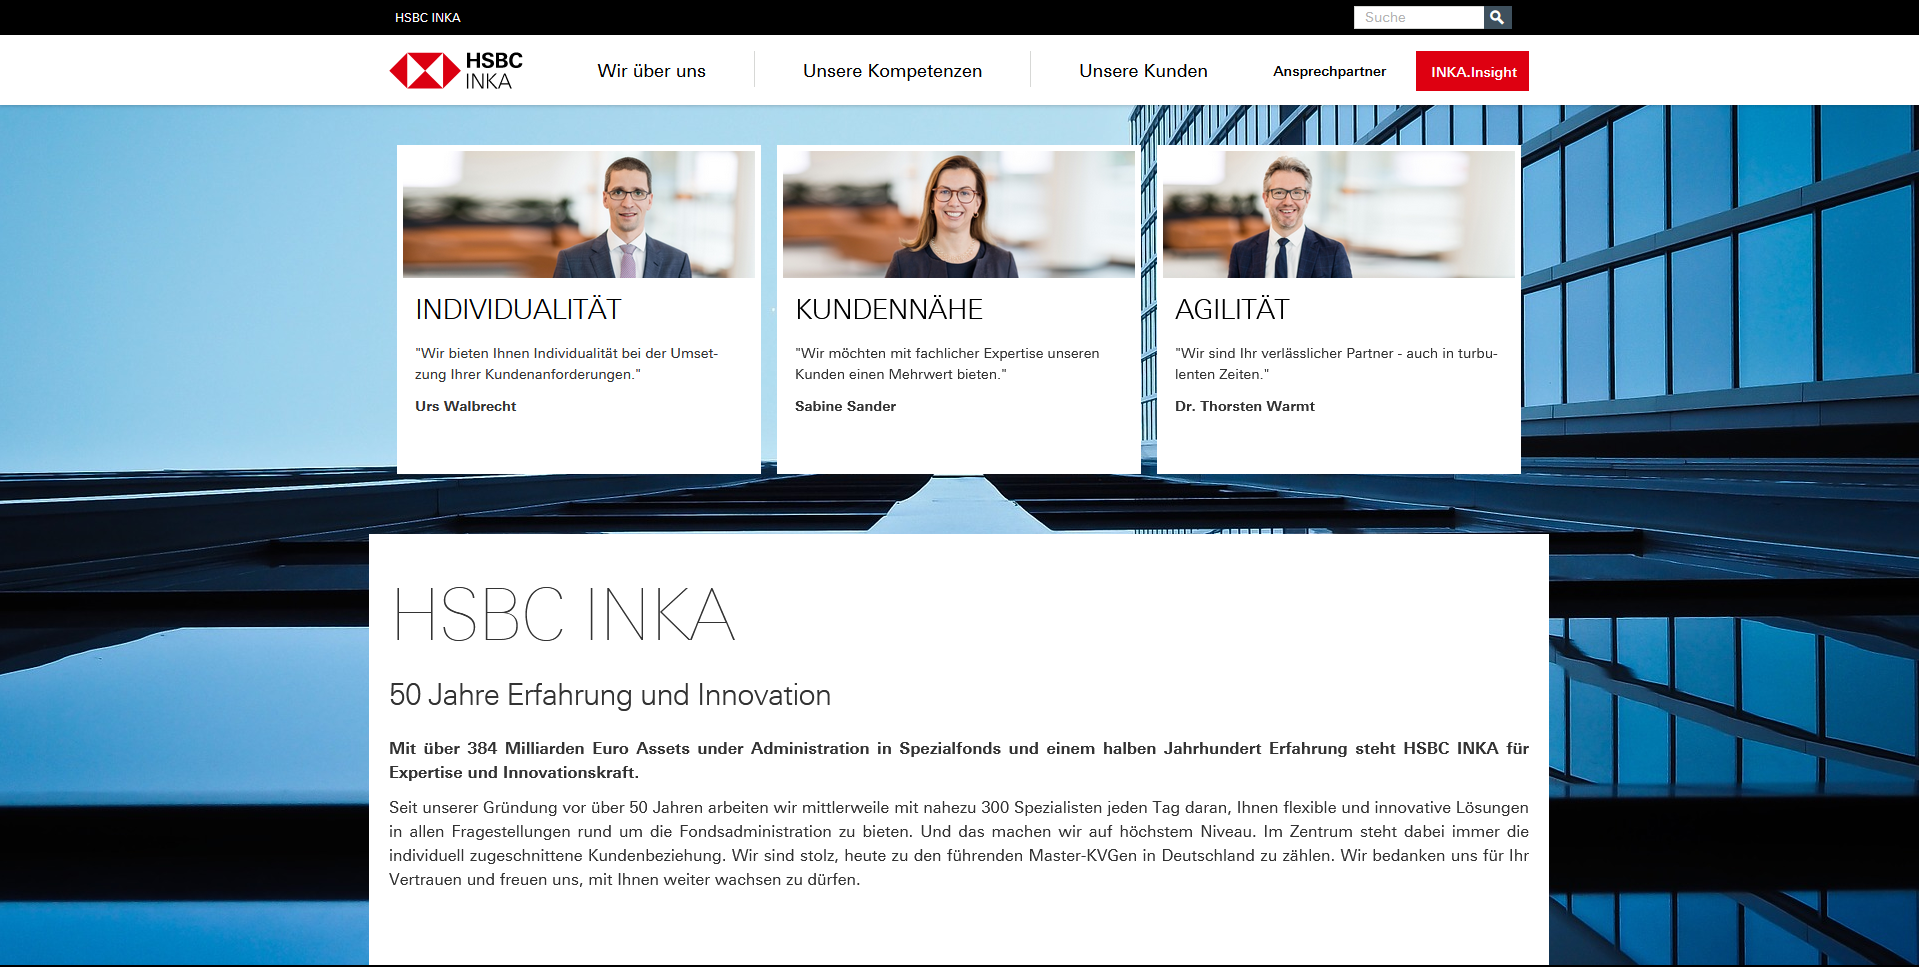 HSBC INKA
Suche
HSBC
INKA
Wir über uns
Unsere Kompetenzen
Unsere Kunden
Ansprechpartner
INKA.Insight
INDIVIDUALITÄT
"Wir bieten Ihnen Individualität bei der Umset-
zung Ihrer Kundenanforderungen."
Urs Walbrecht
KUNDENNÄHE
"Wir möchten mit fachlicher Expertise unseren
Kunden einen Mehrwert bieten."
Sabine Sander
AGILITÄT
"Wir sind Ihr verlässlicher Partner - auch in turbu-
lenten Zeiten."
Dr. Thorsten Warmt
HSBC INKA
50 Jahre Erfahrung und Innovation
Mit über 384 Milliarden Euro Assets under Administration in Spezialfonds und einem halben Jahrhundert Erfahrung steht HSBC INKA für
Expertise und Innovationskraft.
Seit unserer Gründung vor über 50 Jahren arbeiten wir mittlerweile mit nahezu 300 Spezialisten jeden Tag daran, Ihnen flexible und innovative Lösungen
in allen Fragestellungen rund um die Fondsadministration zu bieten. Und das machen wir auf höchstem Niveau. Im Zentrum steht dabei immer die
individuell zugeschnittene Kundenbeziehung. Wir sind stolz, heute zu den führenden Master-KVGen in Deutschland zu zählen. Wir bedanken uns für Ihr
Vertrauen und freuen uns, mit Ihnen weiter wachsen zu dürfen.